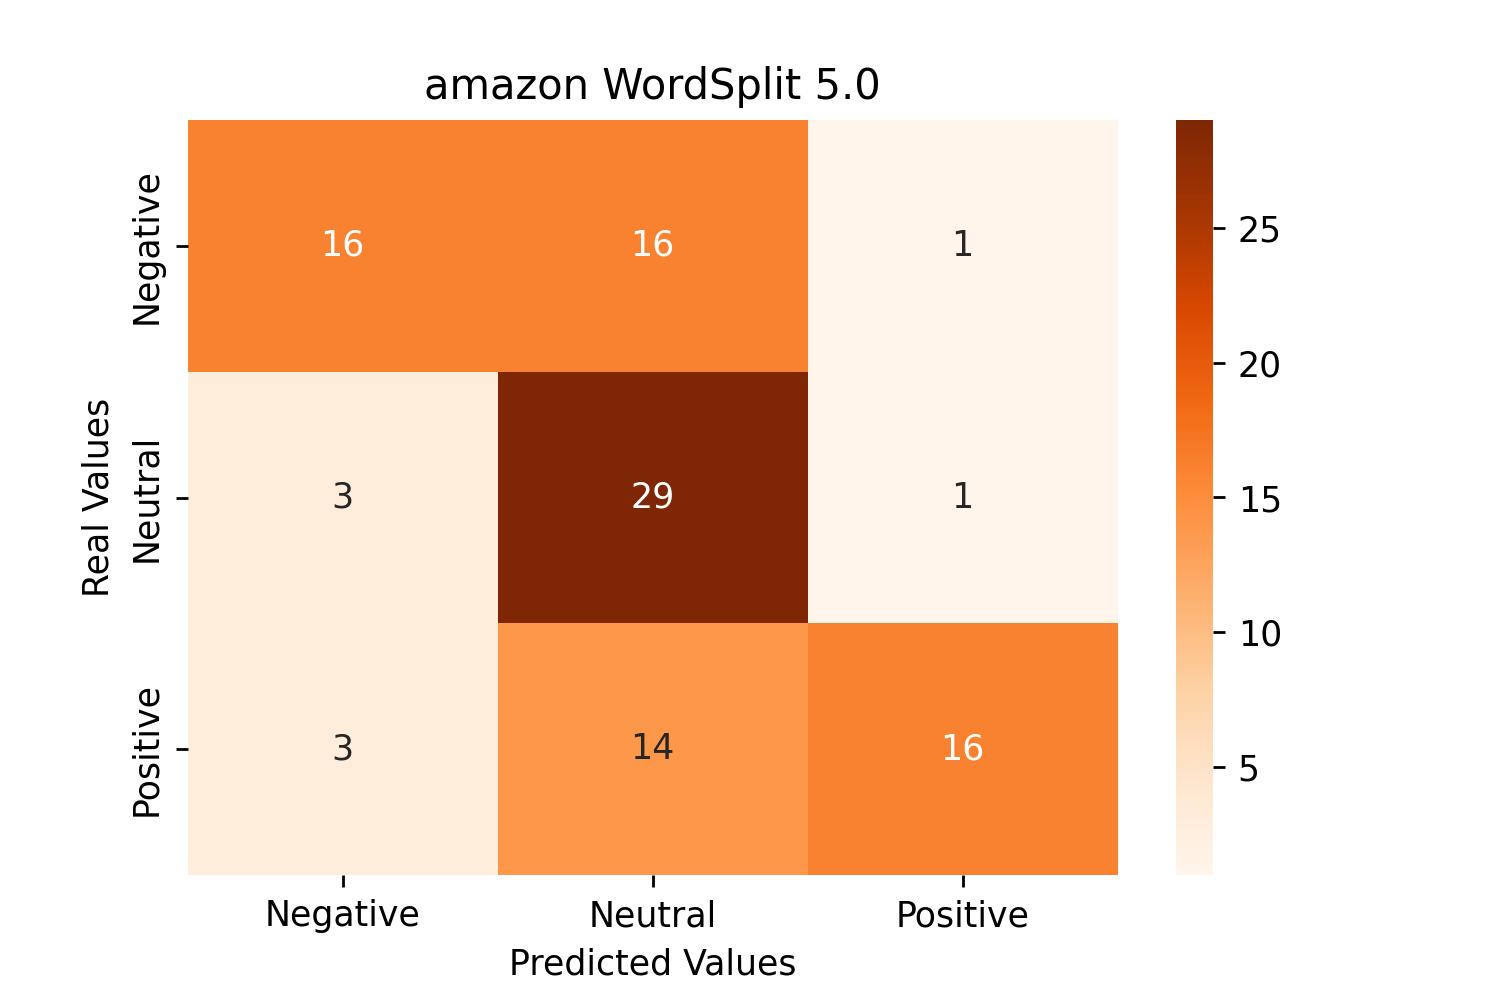 amazon WordSplit 5.0
Real Values
Negative
16
16
1
Neutral
3
29
1
Positive
3
14
16
Negative
Neutral
Positive
Predicted Values
25
20
15
10
5